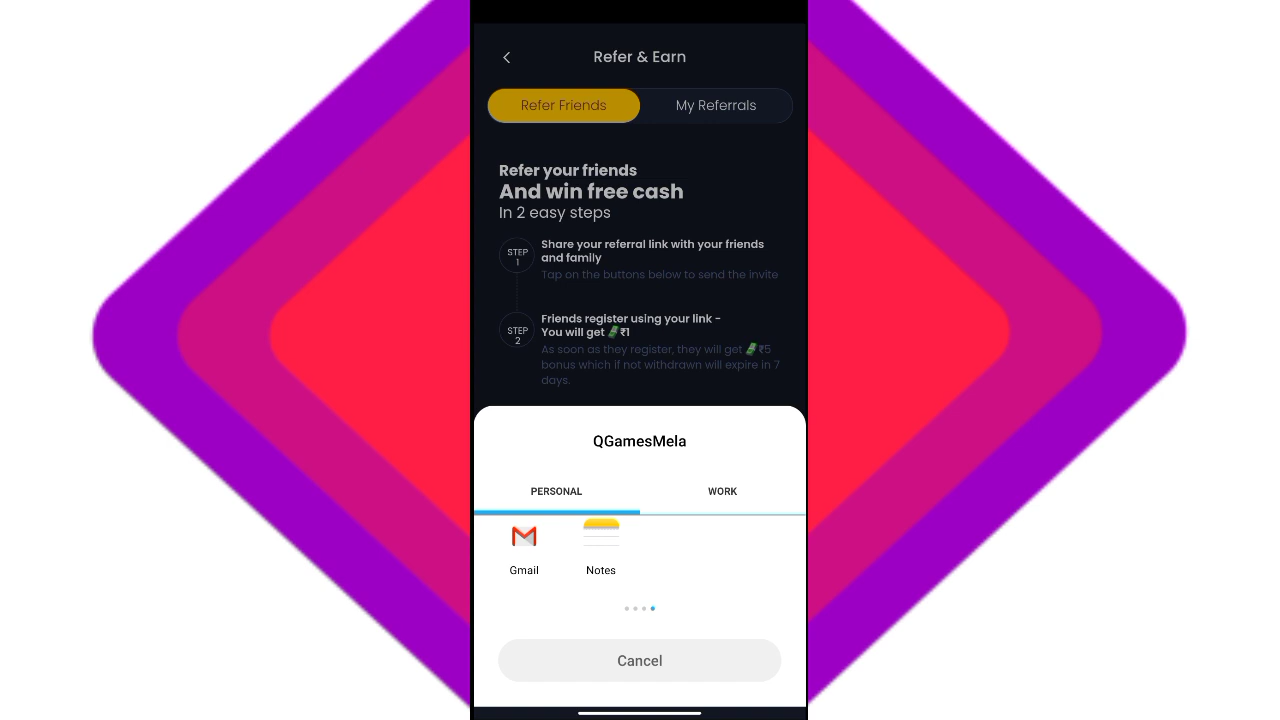 Refer & Earn
Refer Friends
My Referrals
Refer your friends
And win free cash
In 2 easy steps
STEP
1
Share your referral link with your friends
and family
Tap on the buttons below to send the invite
STEP
2
Friends register using your link -
You will get 💵₹1
As soon as they register, they will get 💵₹5
bonus which if not withdrawn will expire in 7
days.
QGamesMela
PERSONAL
WORK
Gmail
Notes
Cancel